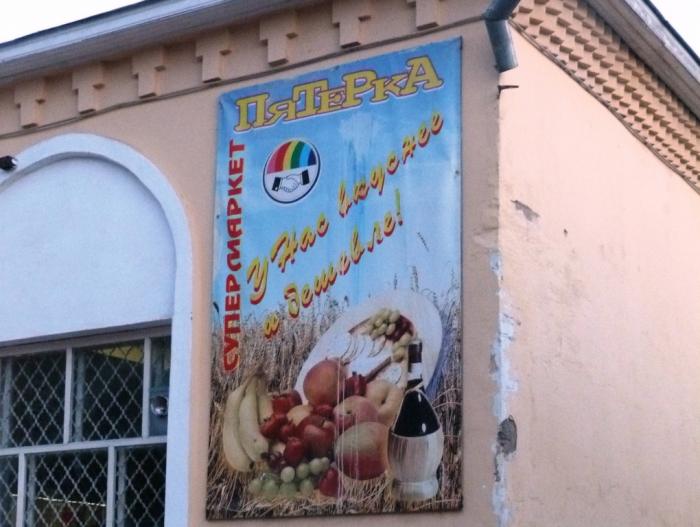 ПЯТЕРКА
СУПЕРМАРКЕТ
У Нас вкуснее
и дешевле!